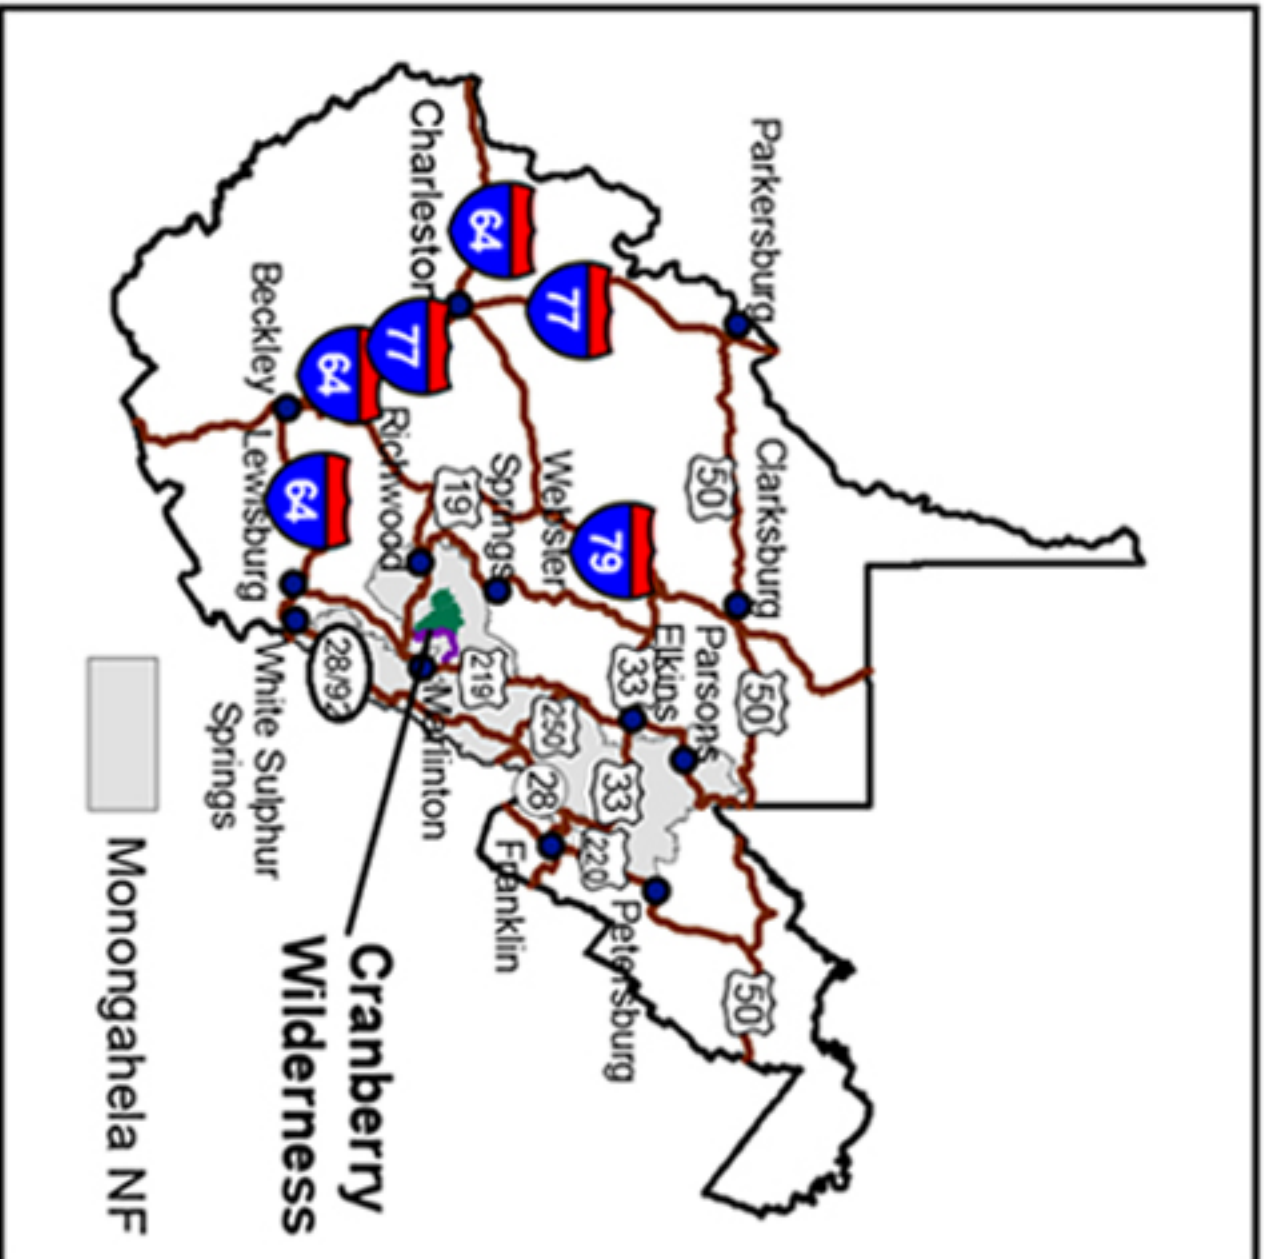 Parkersburg
Clarksburg
50
50
Parsons
50
Elkins
33
Petersburg
79
33
220
77
Webster
Springs
250
28
Franklin
64
219
19
Marlinton
Charleston
77
Richwood
64
28/92
64
Cranberry
Wilderness
Beckley
Lewisburg
White Sulphur
Springs
50
Monongahela NF